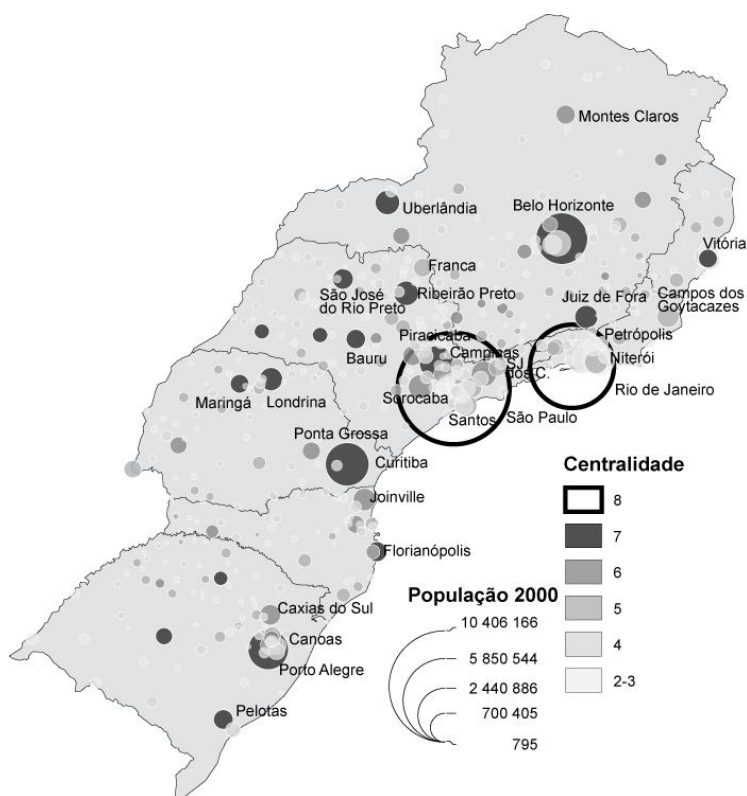 Montes Claros
Uberlândia
Belo Horizonte
Vitória
Franca
São José
do Rio Preto
Ribeirão Preto
Juiz de Fora
Campos dos
Goytacazes
Piracicaba
Petrópolis
Bauru
Campinas
SJ
dos C.
Niterói
Rio de Janeiro
Maringá
Londrina
Sorocaba
Santos
São Paulo
Ponta Grossa
Curitiba
Joinville
Florianópolis
Caxias do Sul
Canoas
Porto Alegre
Pelotas
Centralidade
8
7
6
5
4
2-3
População 2000
10 406 166
5 850 544
2 440 886
700 405
795